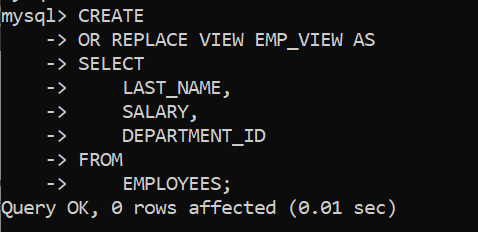 mysql> CREATE
    -> OR REPLACE VIEW EMP_VIEW AS
    -> SELECT
    ->     LAST_NAME,
    ->     SALARY,
    ->     DEPARTMENT_ID
    -> FROM
    ->     EMPLOYEES;
Query OK, 0 rows affected (0.01 sec)